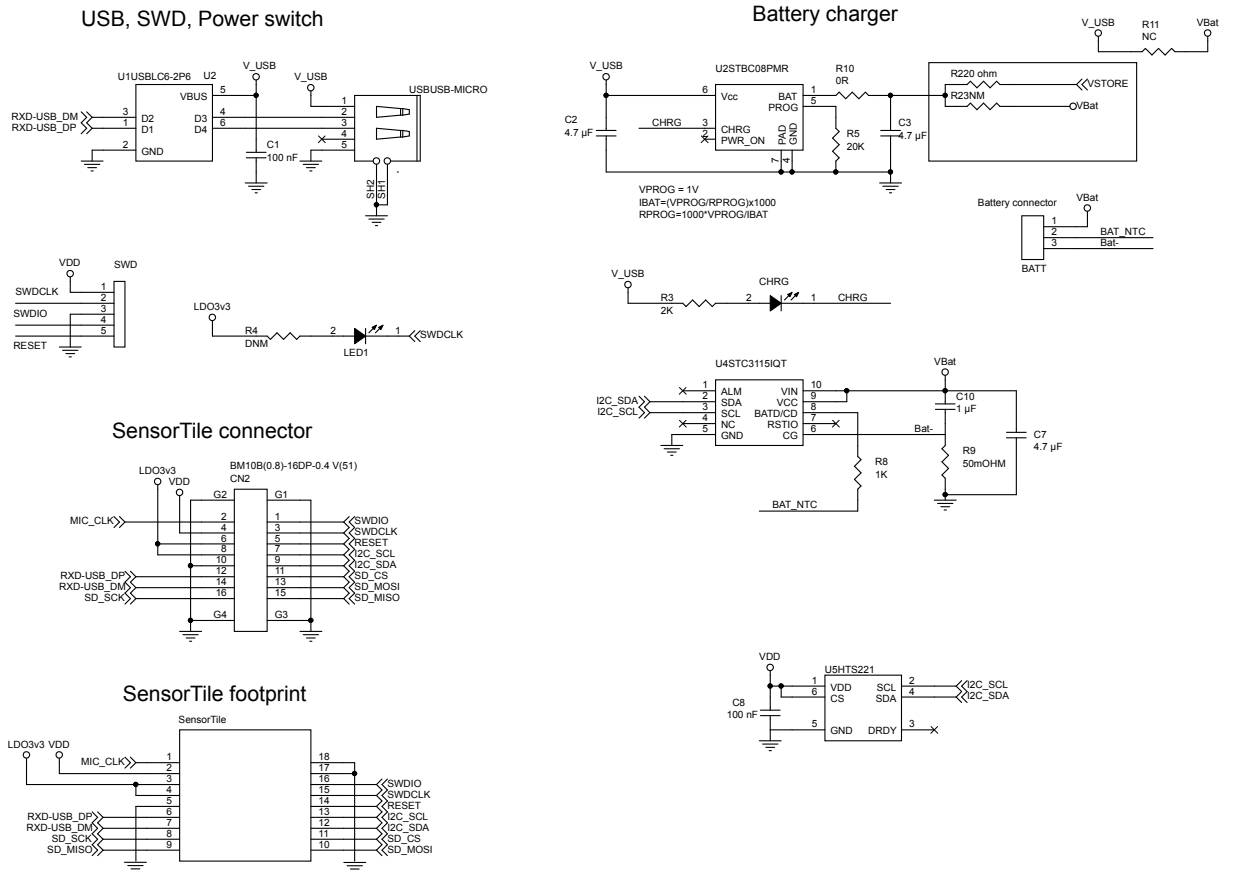 USB, SWD, Power switch
U1USBLC6-2P6 U2
V_USB
V_USB
USBUSB-MICRO
VBUS 5
RXD-USB_DM 3 D2 D3 4
RXD-USB_DP 1 D1 D4 6
2 GND
C1
100 nF
1
2
3
4
5
SH2
SH1
VDD
SWD
SWDCLK
SWDIO
RESET
1
2
3
4
5
LDO3v3
R4
DNM
2
1
SWDCLK
LED1
SensorTile connector
BM10B(0.8)-16DP-0.4 V(51)
LDO3v3
VDD
CN2
G2 G1
MIC_CLK 2 1 SWDIO
4 3 SWDCLK
6 5 RESET
8 7 I2C_SCL
10 9 I2C_SDA
RXD-USB_DP 12 11 SD_CS
RXD-USB_DM 14 13 SD_MOSI
SD_SCK 16 15 SD_MISO
G4 G3
SensorTile footprint
SensorTile
LDO3v3 VDD
MIC_CLK 1 18
2 17
3 16 SWDIO
4 15 SWDCLK
5 14 RESET
RXD-USB_DP 6 13 I2C_SCL
RXD-USB_DM 7 12 I2C_SDA
SD_SCK 8 11 SD_CS
SD_MISO 9 10 SD_MOSI
Battery charger
V_USB
R11
NC
VBat
V_USB
U2STBC08PMR
R10
0R
R220 ohm
VSTORE
R23NM
VBat
6 Vcc BAT 1
PROG 5
CHRG 3 CHRG
2 PWR_ON
PAD
GND
7
4
C2
4.7 µF
R5
20K
C3
4.7 µF
VPROG = 1V
IBAT=(VPROG/RPROG)x1000
RPROG=1000*VPROG/IBAT
Battery connector
VBat
1
2 BAT_NTC
3 Bat-
BATT
V_USB
CHRG
R3
2K
2
1
CHRG
U4STC3115IQT
VBat
1 ALM VIN 10
I2C_SDA 2 SDA VCC 9
I2C_SCL 3 SCL BATD/CD 8
4 NC RSTIO 7
5 GND CG 6
Bat-
C10
1 µF
C7
4.7 µF
R9
50mOHM
R8
1K
BAT_NTC
VDD
U5HTS221
1 VDD SCL 2 I2C_SCL
6 CS SDA 4 I2C_SDA
5 GND DRDY 3
C8
100 nF